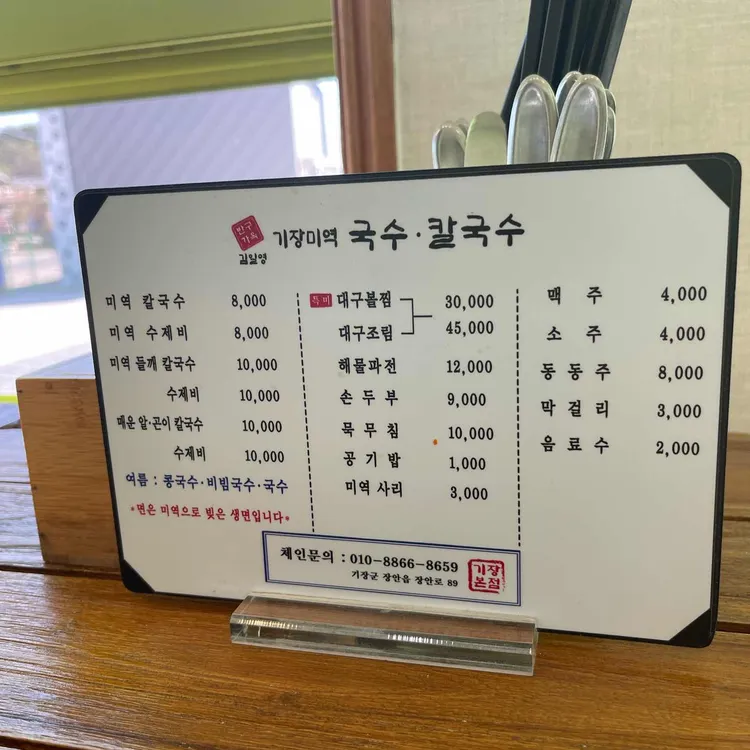 반구가옥
김일영
기장미역 국수·칼국수
미역 칼국수 8,000
미역 수제비 8,000
미역 들깨 칼국수 10,000
수제비 10,000
매운 알·곤이 칼국수 10,000
수제비 10,000
여름 : 콩국수·비빔국수·국수
*면은 미역으로 빚은 생면입니다*
특미 대구볼찜 30,000
대구조림 45,000
해물파전 12,000
손두부 9,000
묵무침 10,000
공기밥 1,000
미역사리 3,000
맥주 4,000
소주 4,000
동동주 8,000
막걸리 3,000
음료수 2,000
체인문의 : 010-8866-8659
기장군 장안읍 장안로 89
기장본점